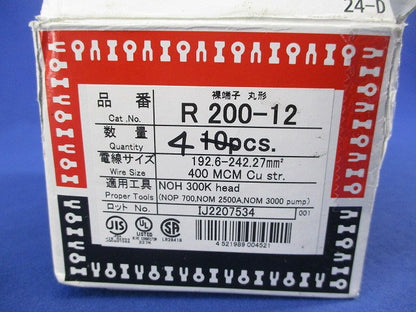 24-D
裸端子 丸形
品番 R 200-12
Cat. No.
数量 4 10pcs.
Quantity
電線サイズ 192.6-242.27mm²
Wire Size 400 MCM Cu str.
適用工具 NOH 300K head
Proper Tools (NOP 700,NOM 2500A,NOM 3000 pump)
ロット No. IJ2207534 001
JIS UL SA
LR28418
4 521989 004521